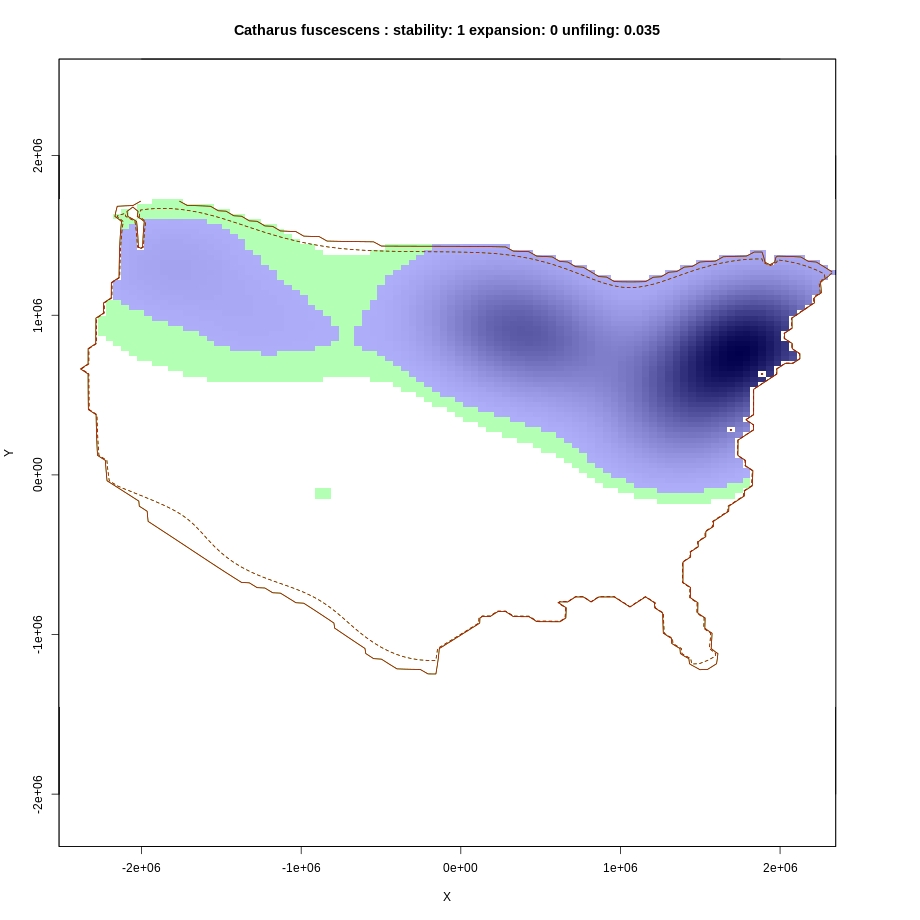 Catharus fuscescens : stability: 1 expansion: 0 unfiling: 0.035
2e+06
1e+06
0e+00
-1e+06
-2e+06
Y
-2e+06 -1e+06 0e+00 1e+06 2e+06
X